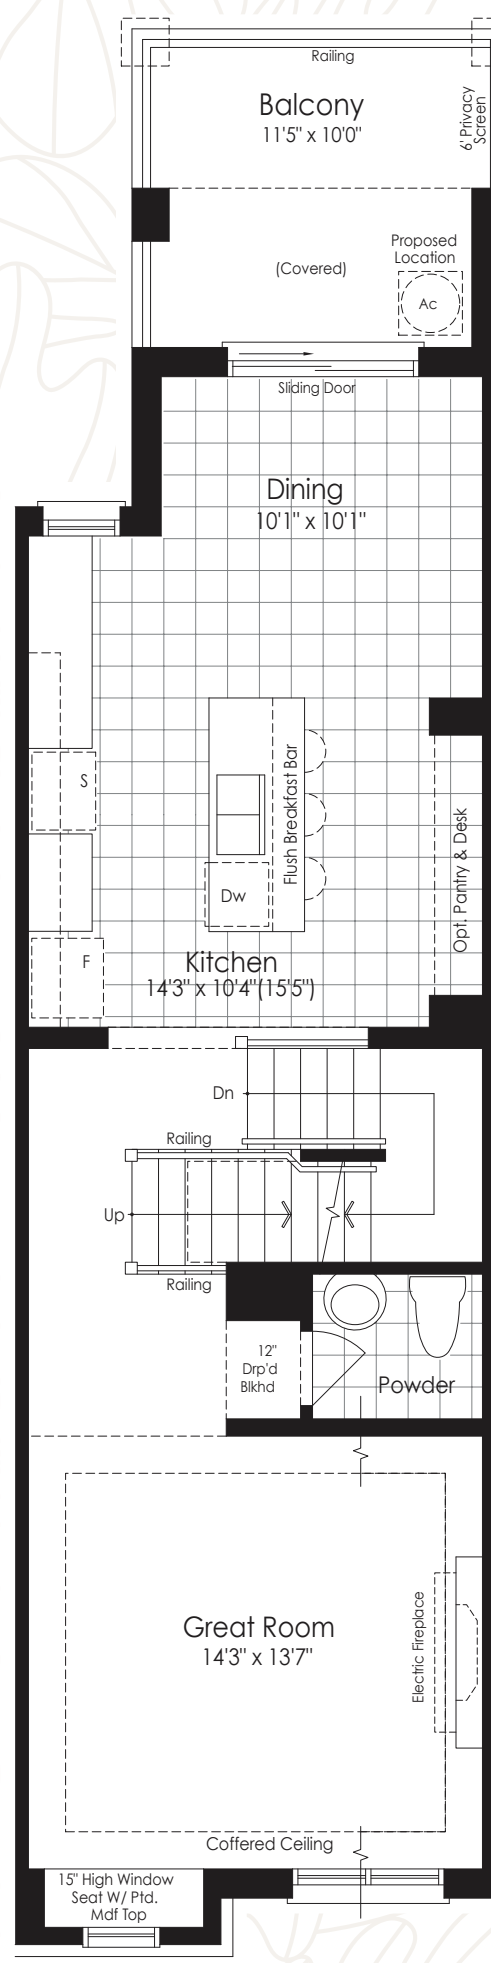 Railing
Balcony
11'5" x 10'0"
6' Privacy
Screen
Proposed
Location
(Covered)
Ac
Sliding Door
Dining
10'1" x 10'1"
S
Flush Breakfast Bar
Dw
Opt. Pantry & Desk
F
Kitchen
14'3" x 10'4"(15'5")
Dn
Railing
Up
Railing
12"
Drp'd
Blkhd
Powder
Great Room
14'3" x 13'7"
Electric Fireplace
Coffered Ceiling
15" High Window
Seat W/ Ptd.
Mdf Top